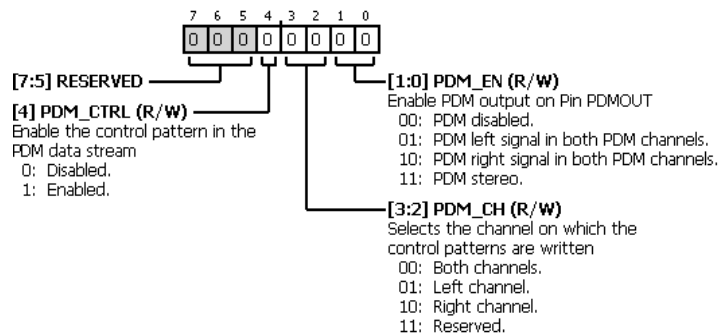 7 6 5 4 3 2 1 0
0 0 0 0 0 0 0 0
[7:5] RESERVED
[4] PDM_CTRL (R/W)
Enable the control pattern in the
PDM data stream
0: Disabled.
1: Enabled.
[1:0] PDM_EN (R/W)
Enable PDM output on Pin PDMOUT
00: PDM disabled.
01: PDM left signal in both PDM channels.
10: PDM right signal in both PDM channels.
11: PDM stereo.
[3:2] PDM_CH (R/W)
Selects the channel on which the
control patterns are written
00: Both channels.
01: Left channel.
10: Right channel.
11: Reserved.